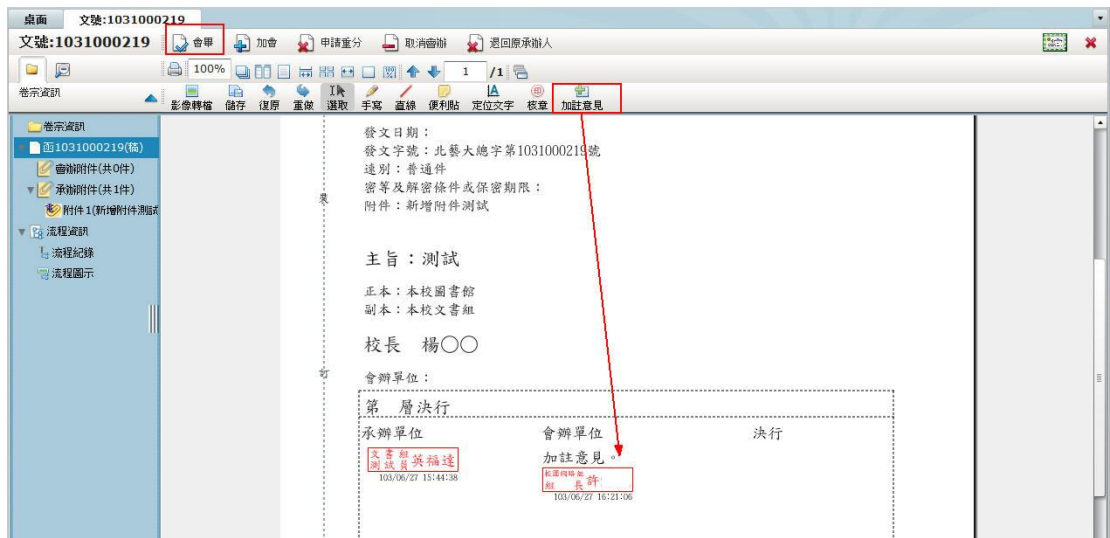 桌面 文號:1031000219
文號:1031000219 會畢 加會 申請重分 取消會辦 退回原承辦人
100% 1 /1
卷宗資訊 影像轉檔 儲存 復原 重做 選取 手寫 直線 便利貼 定位文字 核章 加註意見
卷宗資訊
函1031000219(稿)
會辦附件(共0件)
承辦附件(共1件)
附件1(新增附件測試
流程資訊
流程紀錄
流程圖示
發文日期：
發文字號：北藝大總字第1031000219號
速別：普通件
密等及解密條件或保密期限：
裝
附件：新增附件測試
主旨：測試
正本：本校圖書館
副本：本校文書組
校長 楊〇〇
訂
會辦單位：
第 層決行
承辦單位 會辦單位 決行
加註意見。
文書組
測試員 英福達
103/06/27 15:44:38
組 長 許
103/06/27 16:21:06